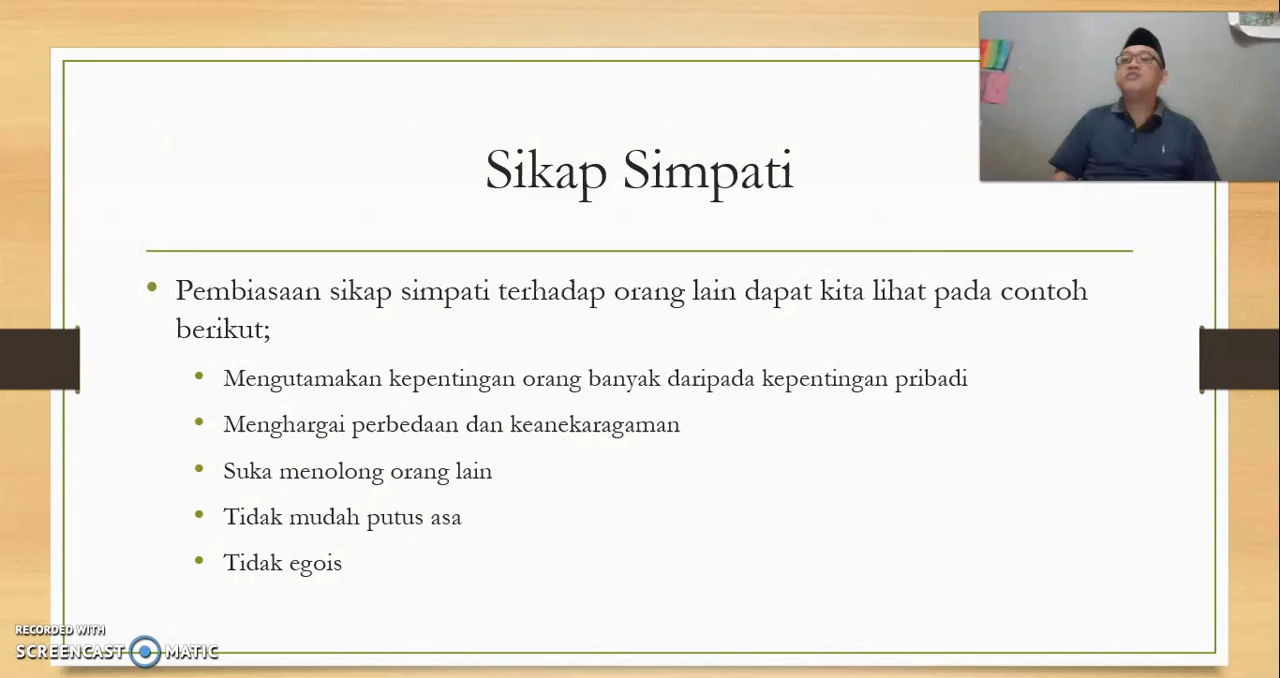 Sikap Simpati
Pembiasaan sikap simpati terhadap orang lain dapat kita lihat pada contoh
berikut;
Mengutamakan kepentingan orang banyak daripada kepentingan pribadi
Menghargai perbedaan dan keanekaragaman
Suka menolong orang lain
Tidak mudah putus asa
Tidak egois
RECORDED WITH
SCREENCAST MATIC